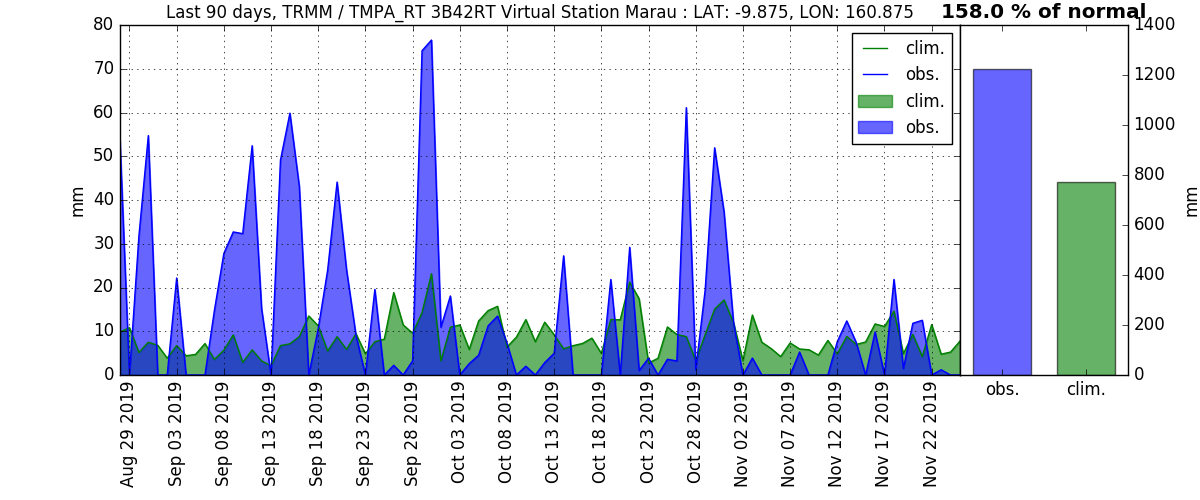 Last 90 days, TRMM / TMPA_RT 3B42RT Virtual Station Marau : LAT: -9.875, LON: 160.875
158.0 % of normal
80
70
60
50
40
30
20
10
0
mm
clim.
obs.
clim.
obs.
Aug 29 2019
Sep 03 2019
Sep 08 2019
Sep 13 2019
Sep 18 2019
Sep 23 2019
Sep 28 2019
Oct 03 2019
Oct 08 2019
Oct 13 2019
Oct 18 2019
Oct 23 2019
Oct 28 2019
Nov 02 2019
Nov 07 2019
Nov 12 2019
Nov 17 2019
Nov 22 2019
1400
1200
1000
800
600
400
200
0
mm
obs.
clim.